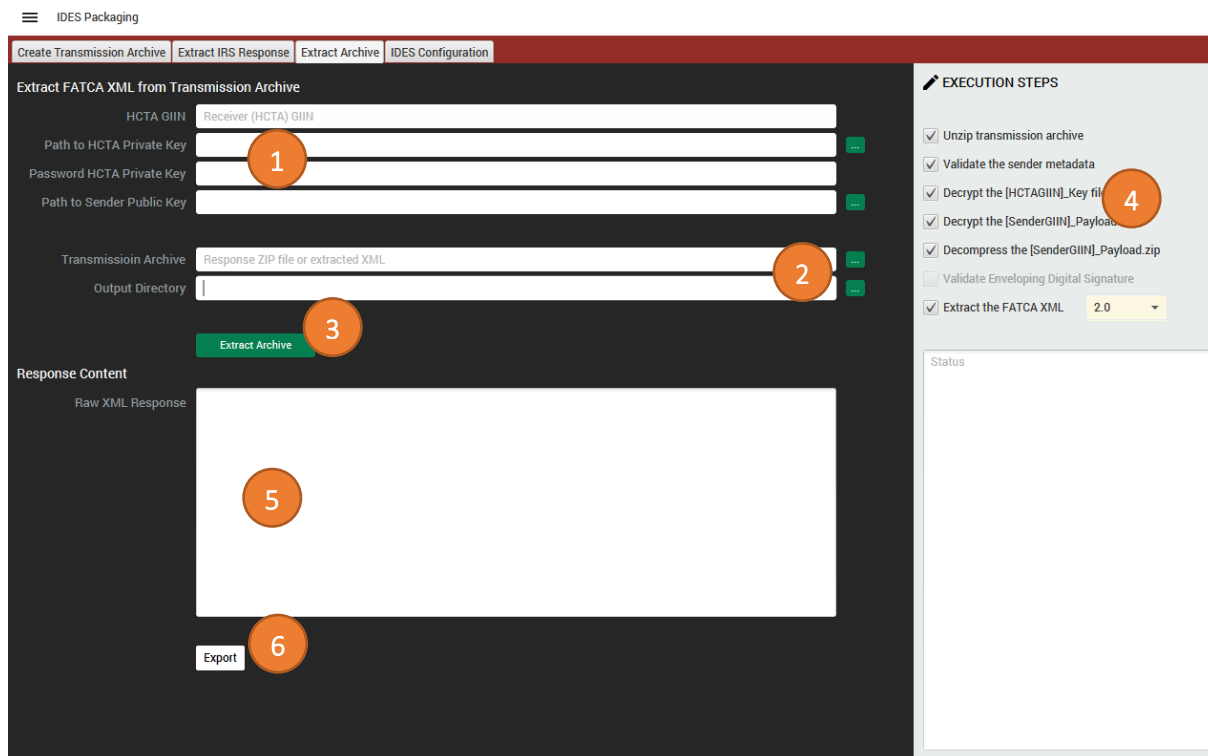 IDES Packaging
Create Transmission Archive Extract IRS Response Extract Archive IDES Configuration
Extract FATCA XML from Transmission Archive
HCTA GIIN Receiver (HCTA) GIIN
Path to HCTA Private Key ...
1
Password HCTA Private Key
Path to Sender Public Key ...
Transmissioin Archive Response ZIP file or extracted XML ...
2
Output Directory ...
3
Extract Archive
Response Content
Raw XML Response
5
6
Export
EXECUTION STEPS
Unzip transmission archive
Validate the sender metadata
Decrypt the [HCTAGIIN]_Key
4
Decrypt the [SenderGIIN]_Payload
Decompress the [SenderGIIN]_Payload.zip
Validate Enveloping Digital Signature
Extract the FATCA XML 2.0
Status